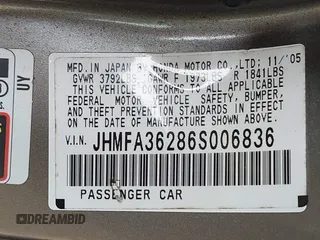 MFD. IN JAPAN BY HONDA MOTOR CO.,LTD. 11/'05
GVWR 3792LBS GAWR F 1973LBS R 1841LBS
THIS VEHICLE CONFORMS TO ALL APPLICABLE
FEDERAL MOTOR VEHICLE SAFETY, BUMPER,
AND THEFT PREVENTION STANDARDS IN EFFECT
ON THE DATE OF MANUFACTURE SHOWN ABOVE.
V.I.N. JHMFA36286S006836
PASSENGER CAR
UY
DREAMBID